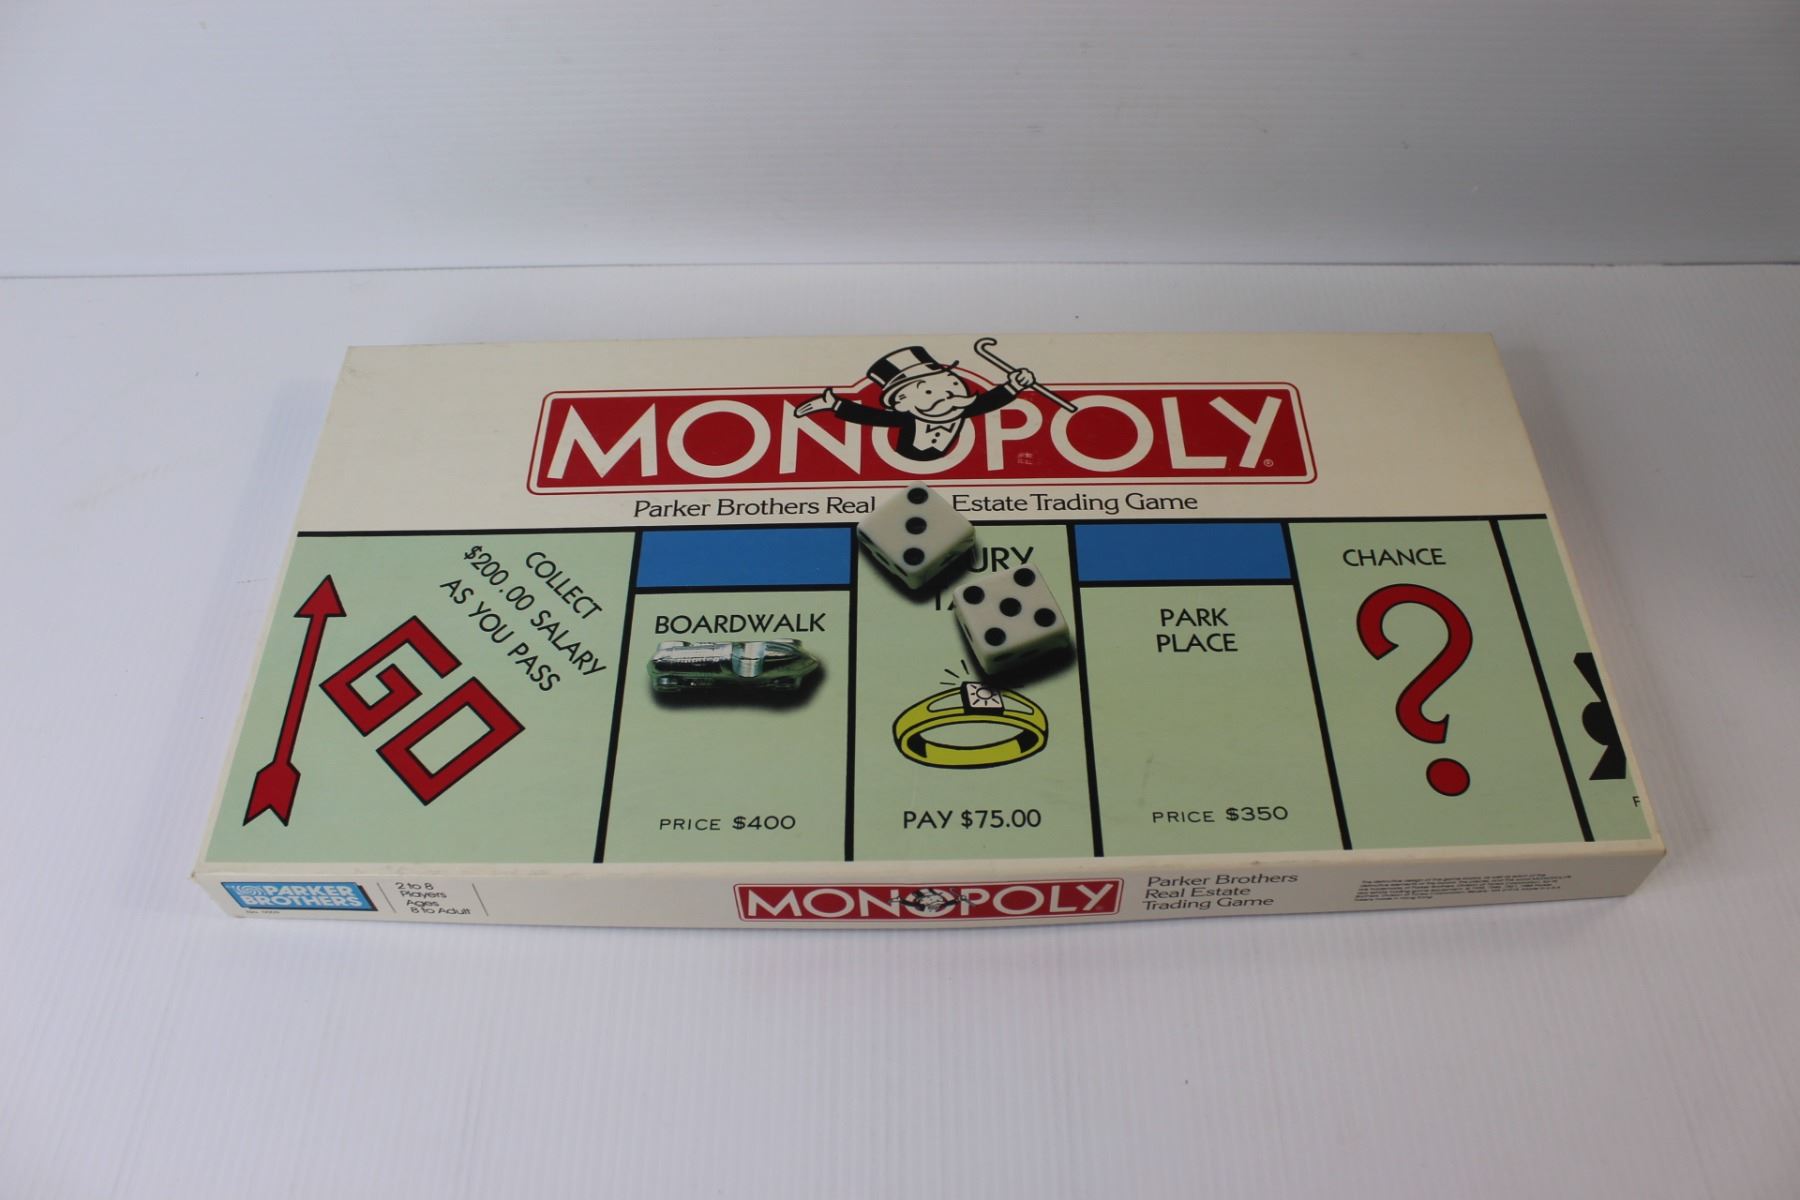 MONOPOLY®
Parker Brothers Real Estate Trading Game
COLLECT
$200.00 SALARY
AS YOU PASS
GO
BOARDWALK
PRICE $400
URY
PAY $75.00
PARK
PLACE
PRICE $350
CHANCE
?
PARKER
BROTHERS
2 to 8
Players
Ages
8 to Adult
MONOPOLY
Parker Brothers
Real Estate
Trading Game